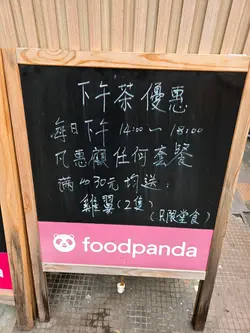 下午茶優惠
每日下午 14:00 — 18:00
凡惠顧任何套餐
满 $30元 均送：
雞翼(2隻)
(只限堂食)
foodpanda